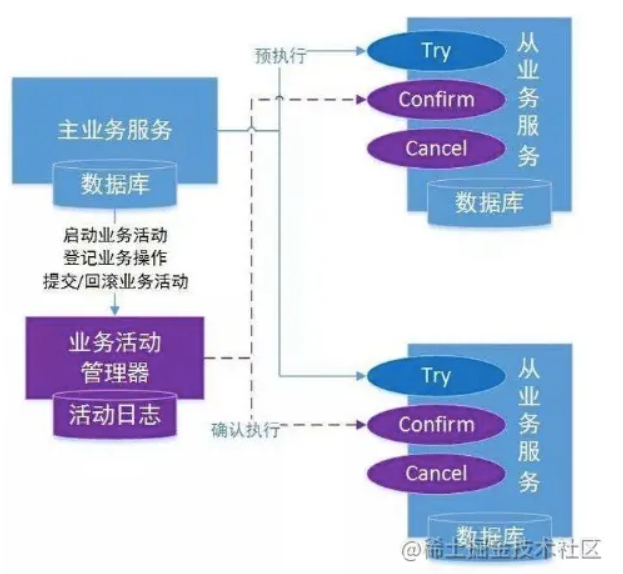 预执行
Try
Confirm
Cancel
从业务服务
数据库
主业务服务
数据库
启动业务活动
登记业务操作
提交/回滚业务活动
业务活动
管理器
活动日志
确认执行
Try
Confirm
Cancel
从业务服务
数据库
@稀土掘金技术社区